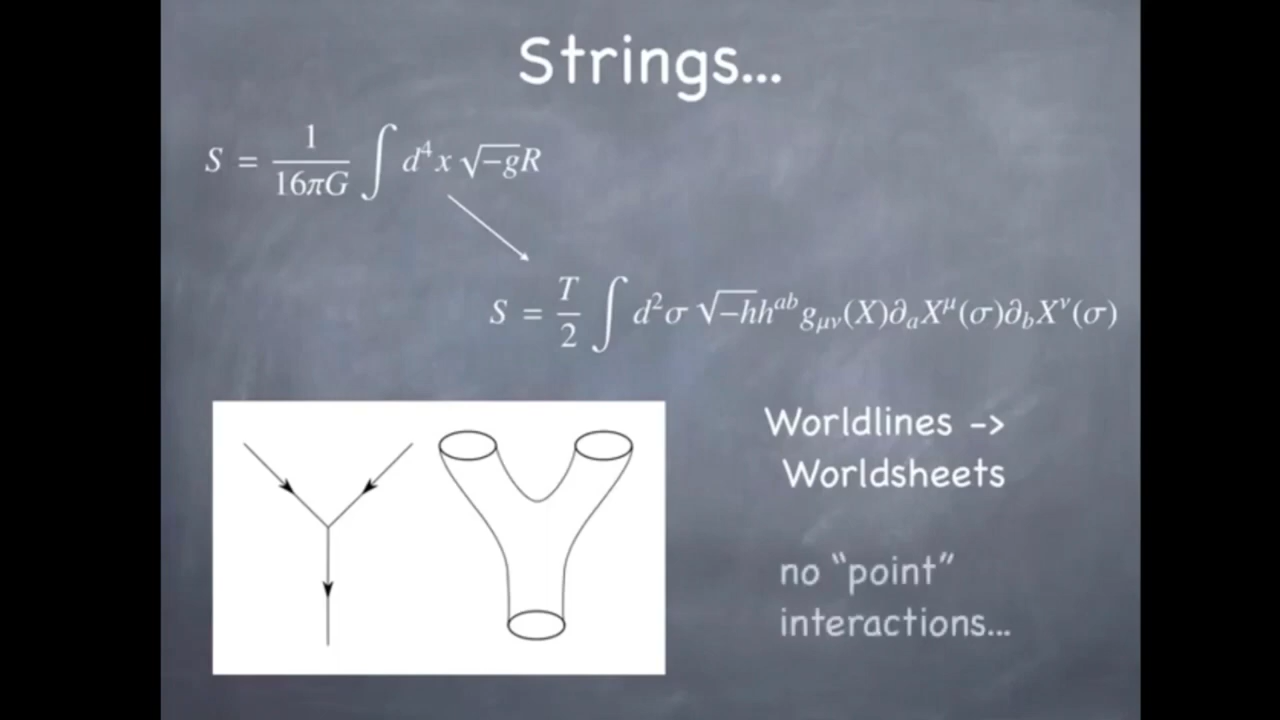 Strings...
S = \frac{1}{16\pi G} \int d^4x \sqrt{-g} R
S = \frac{T}{2} \int d^2\sigma \sqrt{-h} h^{ab} g_{\mu\nu}(X) \partial_a X^\mu(\sigma) \partial_b X^\nu(\sigma)
Worldlines ->
Worldsheets
no “point”
interactions...